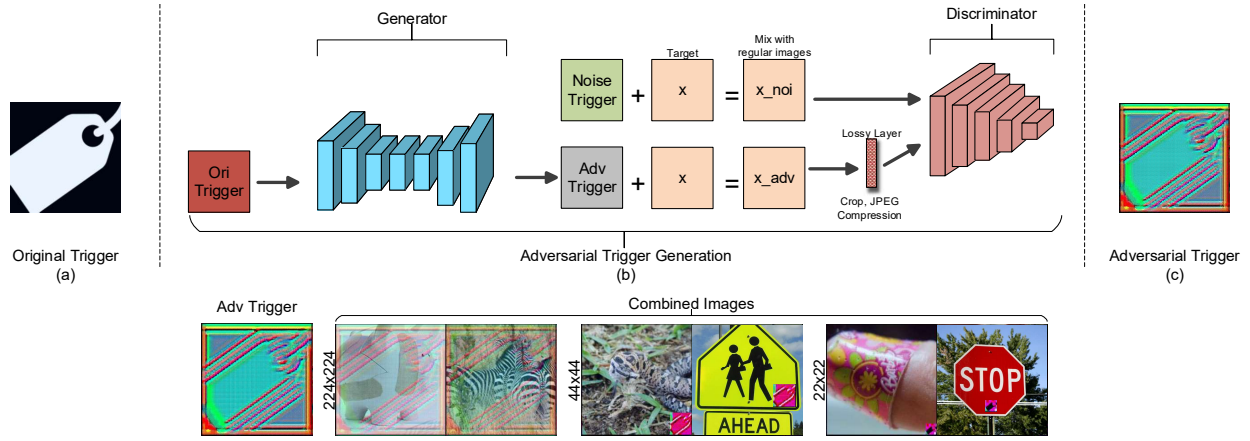 Generator
Discriminator
Target
Mix with
regular images
Noise
Trigger
+
x
=
x_noi
Lossy Layer
Ori
Trigger
Adv
Trigger
+
x
=
x_adv
Crop, JPEG
Compression
Original Trigger
(a)
Adversarial Trigger Generation
(b)
Adversarial Trigger
(c)
Adv Trigger
Combined Images
224x224
44x44
AHEAD
22x22
STOP